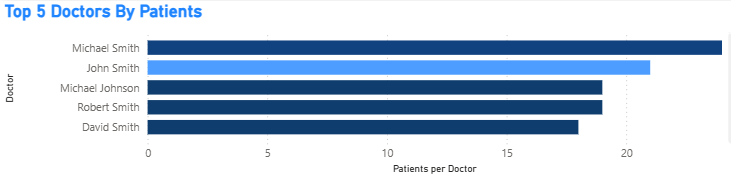 Top 5 Doctors By Patients
Michael Smith
John Smith
Michael Johnson
Robert Smith
David Smith
Doctor
0 5 10 15 20
Patients per Doctor